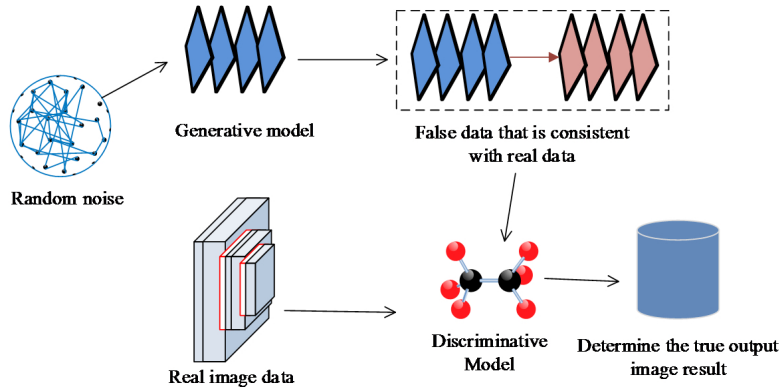 Generative model
False data that is consistent
with real data
Random noise
Real image data
Discriminative
Model
Determine the true output
image result